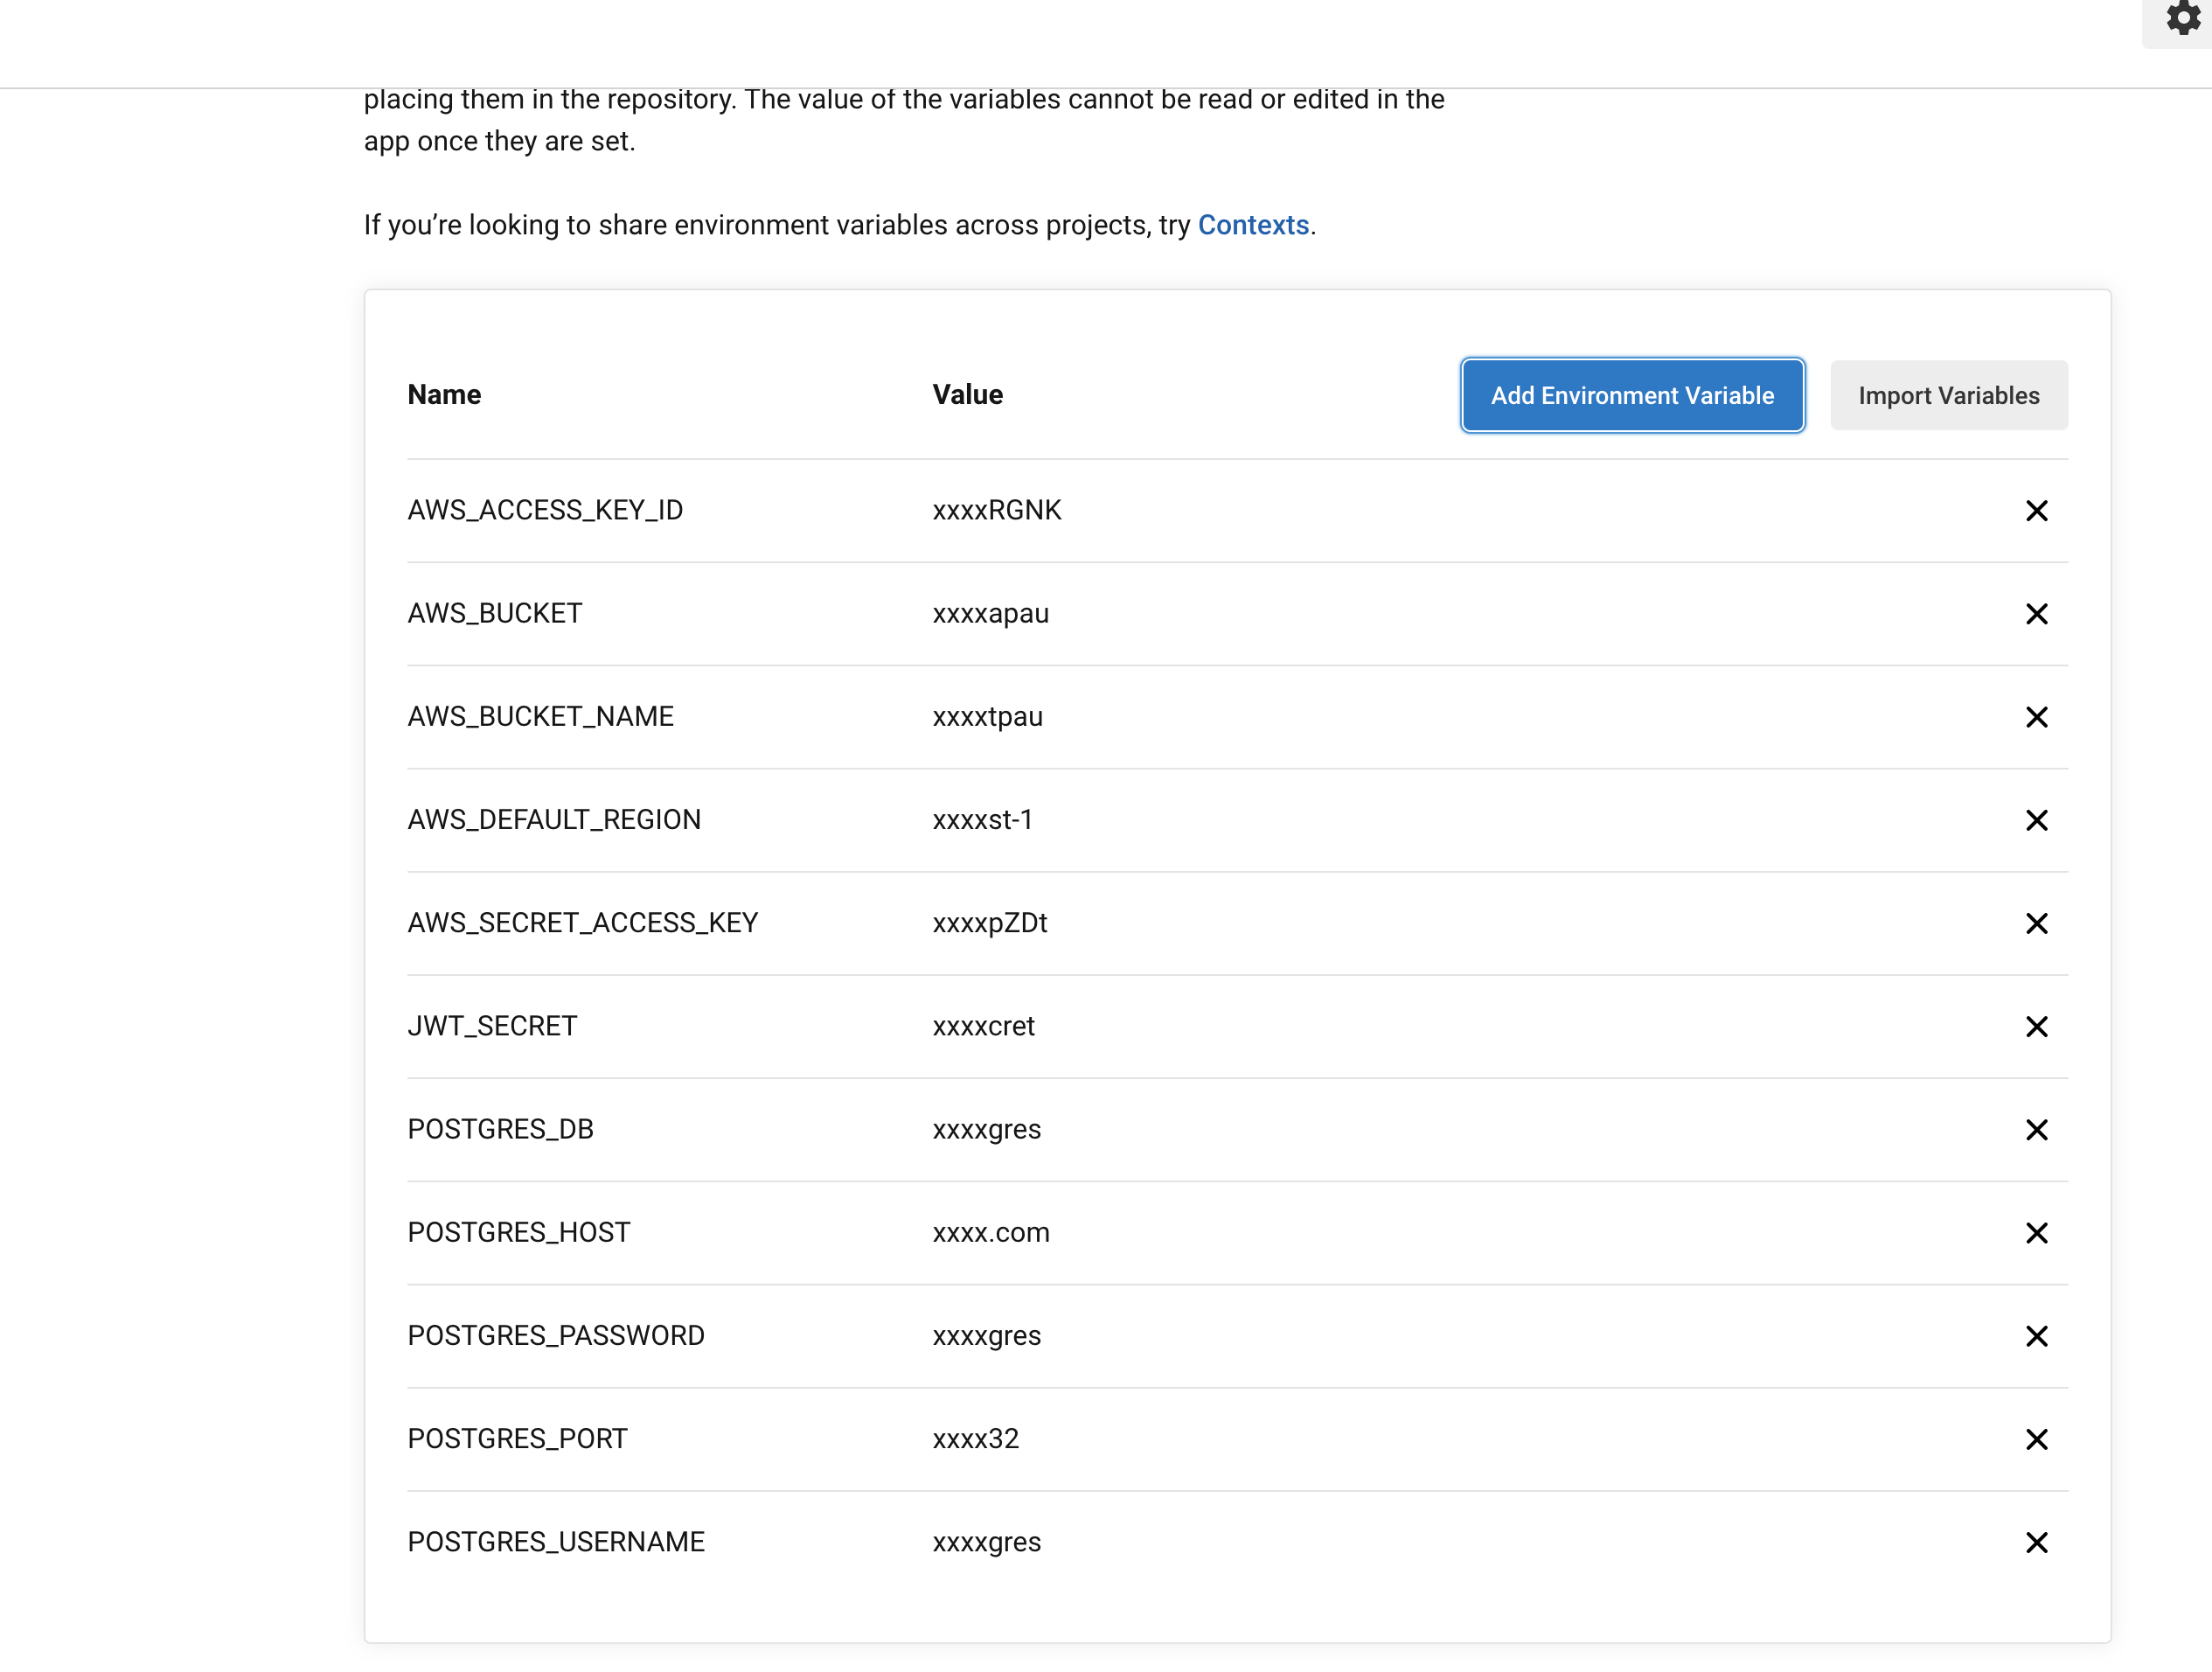 placing them in the repository. The value of the variables cannot be read or edited in the
app once they are set.
If you’re looking to share environment variables across projects, try Contexts.
Name Value Add Environment Variable Import Variables
AWS_ACCESS_KEY_ID xxxxRGNK
AWS_BUCKET xxxxapau
AWS_BUCKET_NAME xxxxtpau
AWS_DEFAULT_REGION xxxxst-1
AWS_SECRET_ACCESS_KEY xxxxpZDt
JWT_SECRET xxxxcret
POSTGRES_DB xxxxgres
POSTGRES_HOST xxxx.com
POSTGRES_PASSWORD xxxxgres
POSTGRES_PORT xxxx32
POSTGRES_USERNAME xxxxgres